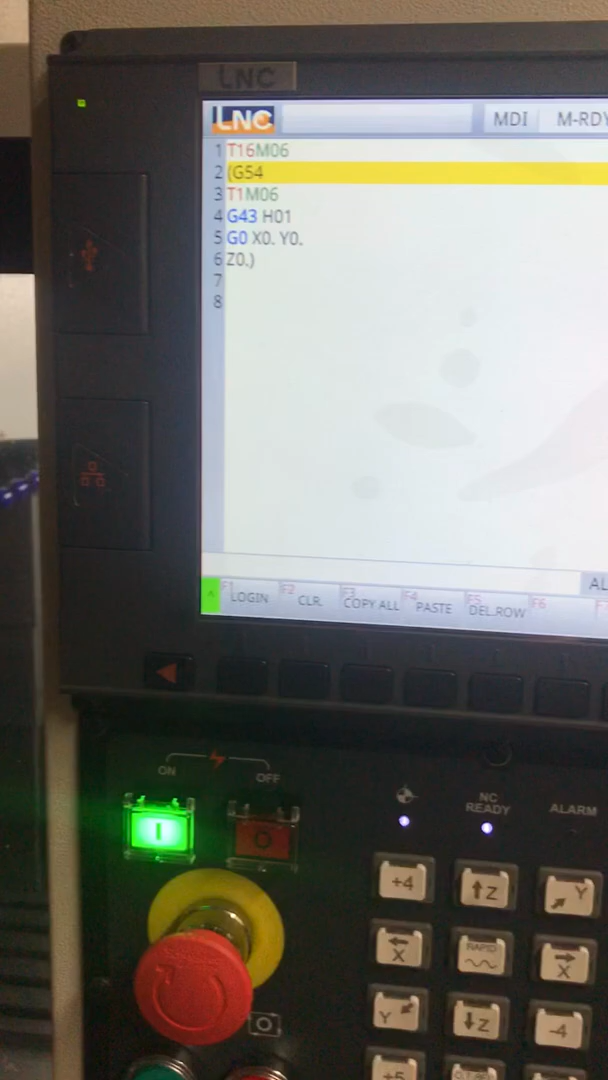 LNC
LNC MDI M-RDY
1 T16M06
2 (G54
3 T1M06
4 G43 H01
5 G0 X0. Y0.
6 Z0.)
7
8
AL
^ F1 LOGIN F2 CLR. F3 COPY ALL F4 PASTE F5 DEL.ROW F6
ON OFF
NC READY ALARM
I O
+4 ↑Z Y
X RAPID X
Y ↓Z -4
+5